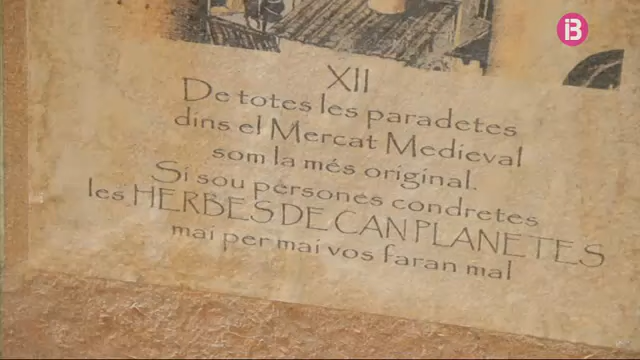 iB
XII
De totes les paradetes
dins el Mercat Medieval
som la més original.
Si sou persones condretes
les HERBES DE CAN PLANETES
mai per mai vos faran mal